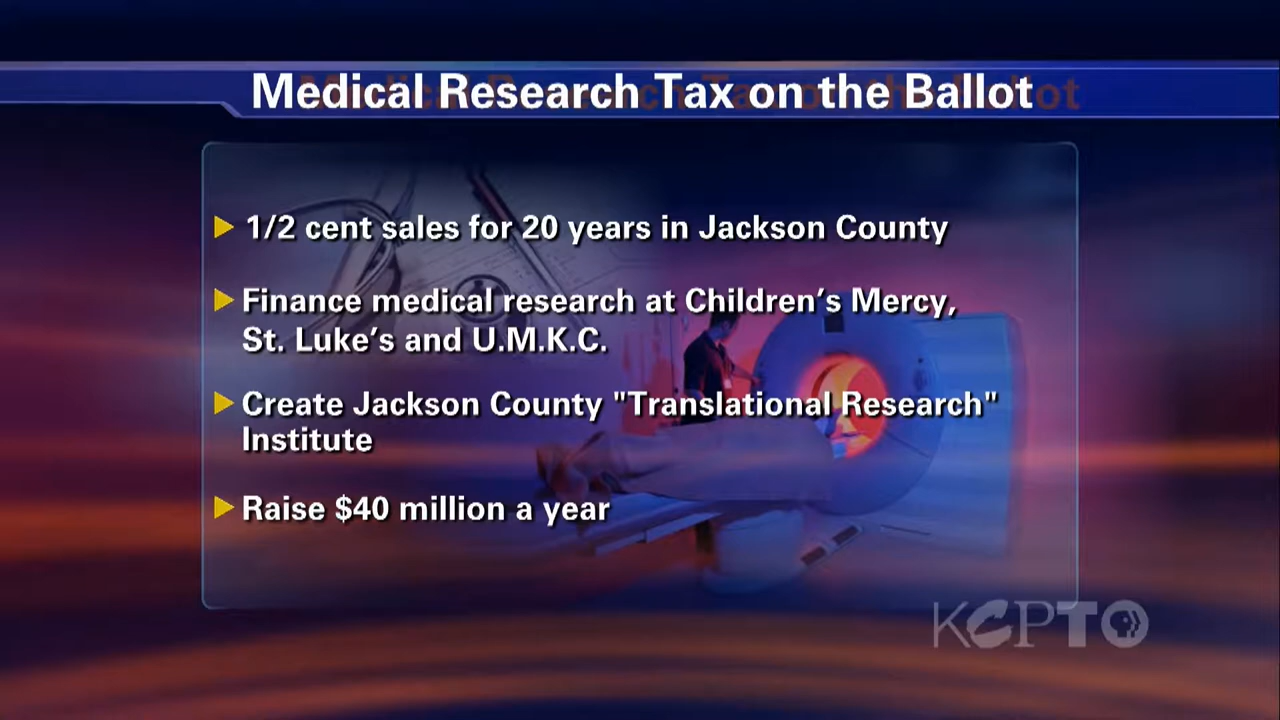 Medical Research Tax on the Ballot
1/2 cent sales for 20 years in Jackson County
Finance medical research at Children's Mercy,
St. Luke's and U.M.K.C.
Create Jackson County "Translational Research"
Institute
Raise $40 million a year
KCPT